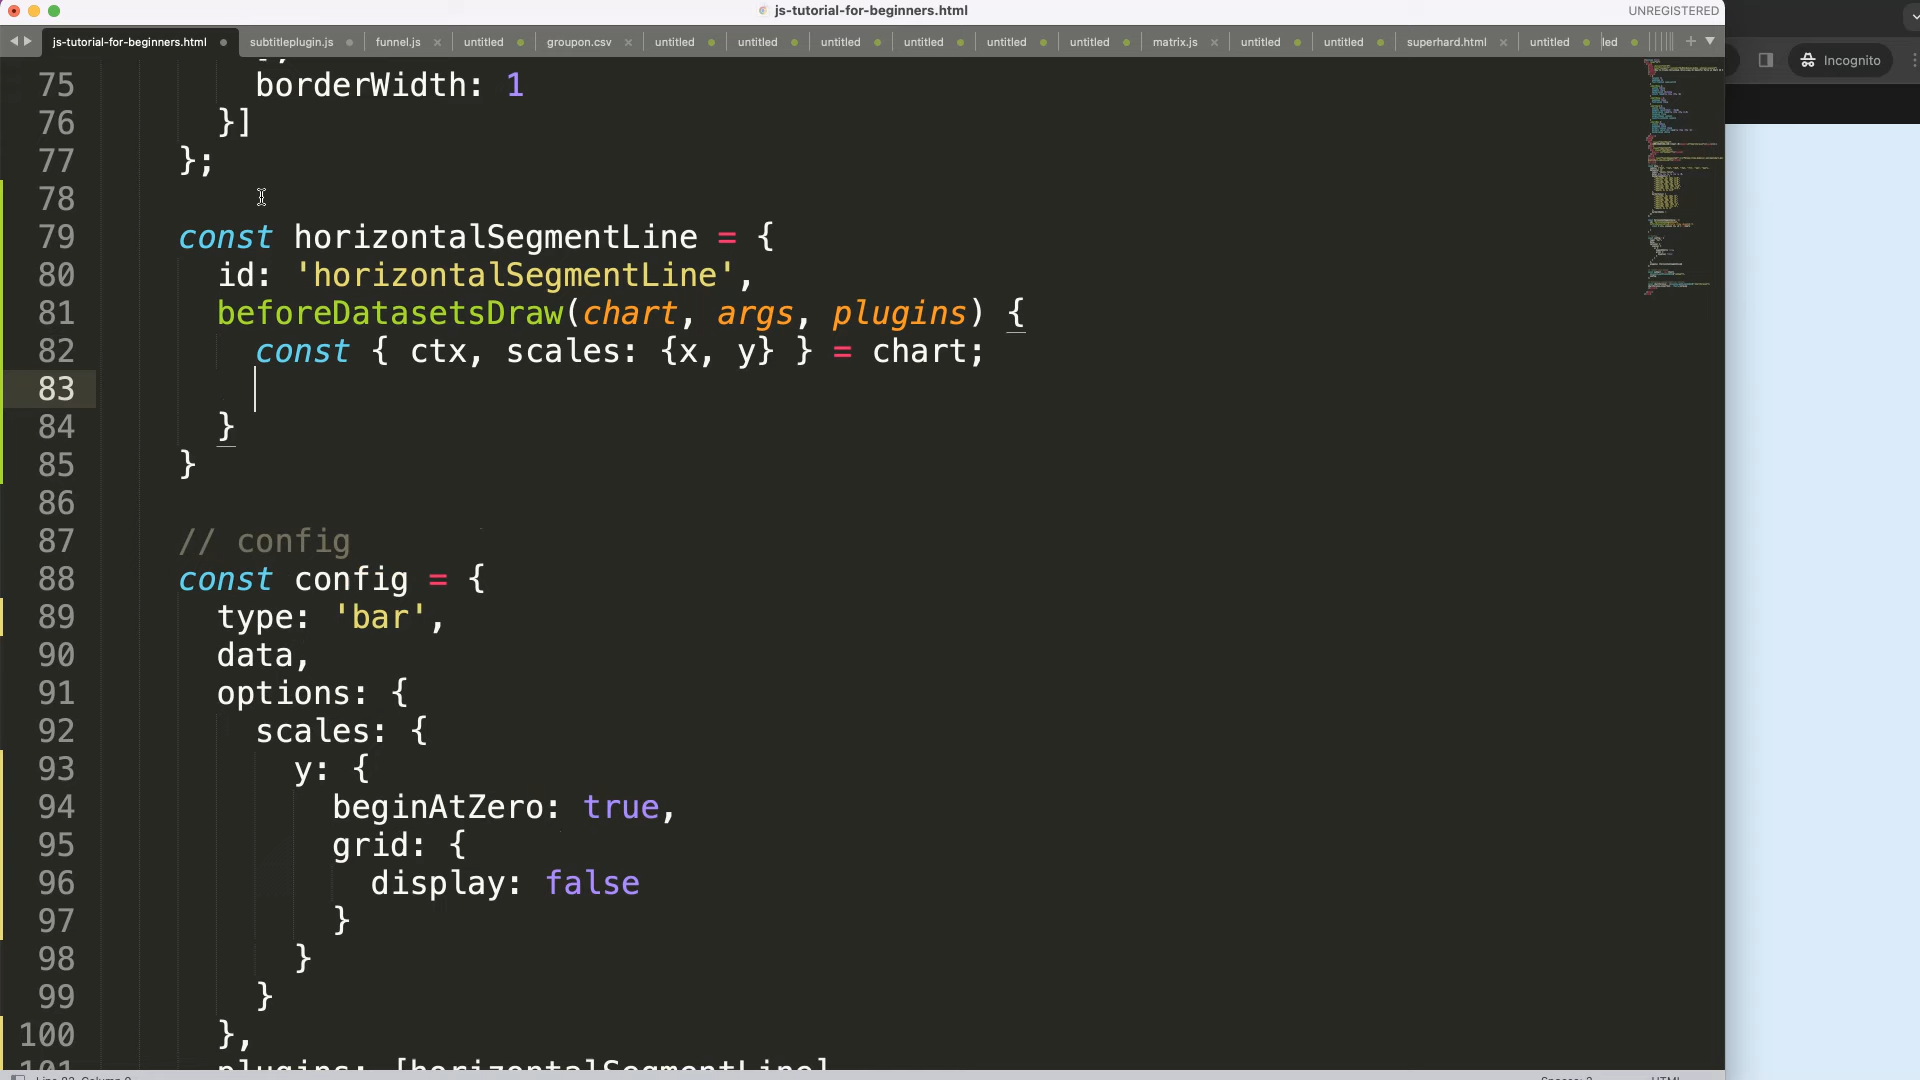 js-tutorial-for-beginners.html
UNREGISTERED
js-tutorial-for-beginners.html subtitleplugin.js funnel.js untitled groupon.csv untitled untitled untitled untitled untitled untitled matrix.js untitled untitled superhard.html untitled led
Incognito
75 borderWidth: 1
76 }]
77 };
78
79 const horizontalSegmentLine = {
80 id: 'horizontalSegmentLine',
81 beforeDatasetsDraw(chart, args, plugins) {
82 const { ctx, scales: {x, y} } = chart;
83
84 }
85 }
86
87 // config
88 const config = {
89 type: 'bar',
90 data,
91 options: {
92 scales: {
93 y: {
94 beginAtZero: true,
95 grid: {
96 display: false
97 }
98 }
99 }
100 },
101 plugins: [horizontalSegmentLine]